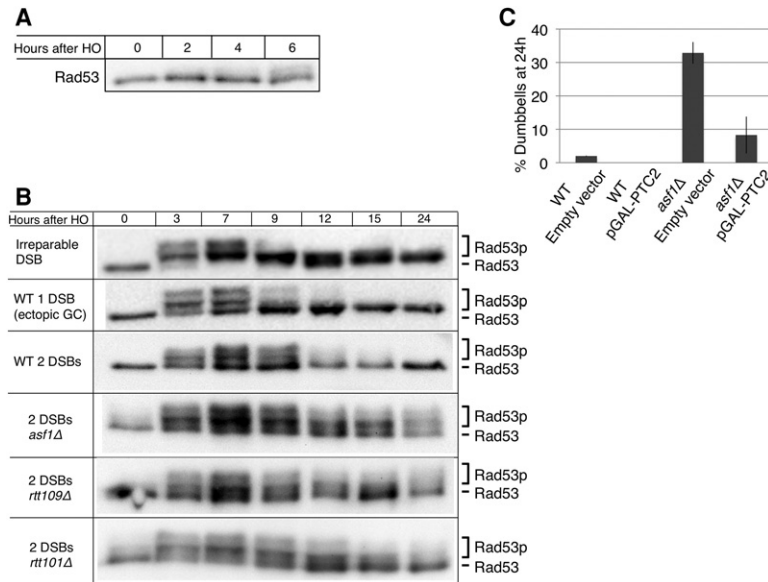 A
Hours after HO 0 2 4 6
Rad53
B
Hours after HO 0 3 7 9 12 15 24
Irreparable
DSB
Rad53p
Rad53
WT 1 DSB
(ectopic GC)
Rad53p
Rad53
WT 2 DSBs
Rad53p
Rad53
2 DSBs
asf1Δ
Rad53p
Rad53
2 DSBs
rtt109Δ
Rad53p
Rad53
2 DSBs
rtt101Δ
Rad53p
Rad53
C
% Dumbbells at 24h
40
30
20
10
0
WT
Empty vector
WT
pGAL-PTC2
asf1Δ
Empty vector
asf1Δ
pGAL-PTC2